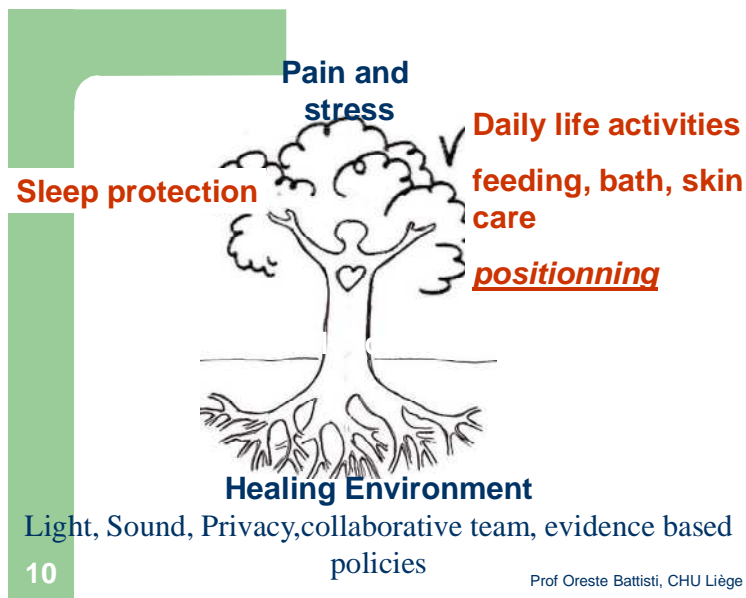 Pain and
stress
Daily life activities
feeding, bath, skin
care
positionning
Sleep protection
Healing Environment
Light, Sound, Privacy,collaborative team, evidence based
policies
10
Prof Oreste Battisti, CHU Liège